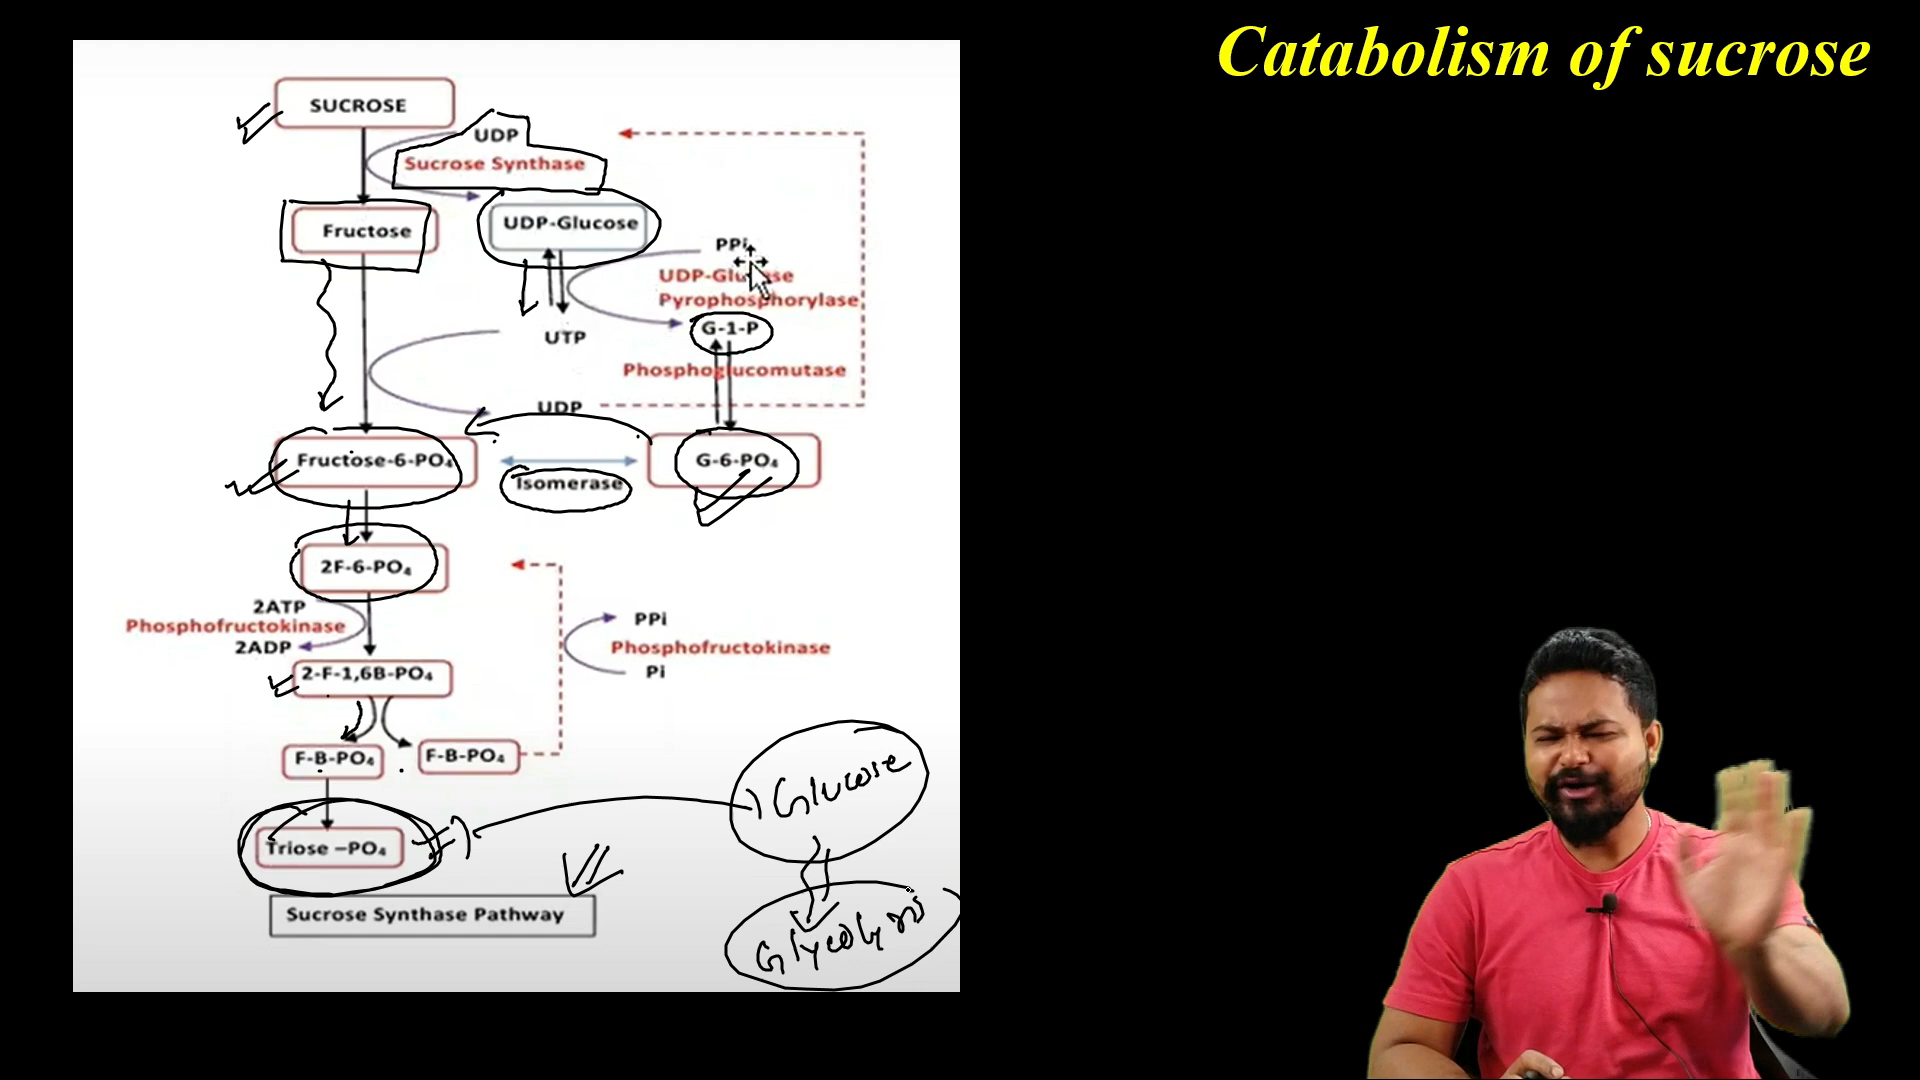 Catabolism of sucrose
SUCROSE
UDP
Sucrose Synthase
Fructose
UDP-Glucose
PPi
UDP-Glucose
Pyrophosphorylase
G-1-P
UTP
Phosphoglucomutase
UDP
Fructose-6-PO₄
Isomerase
G-6-PO₄
2F-6-PO₄
2ATP
Phosphofructokinase
2ADP
PPi
Phosphofructokinase
Pi
2-F-1,6B-PO₄
F-B-PO₄
F-B-PO₄
Glucose
Triose –PO₄
Sucrose Synthase Pathway
Glycolysis